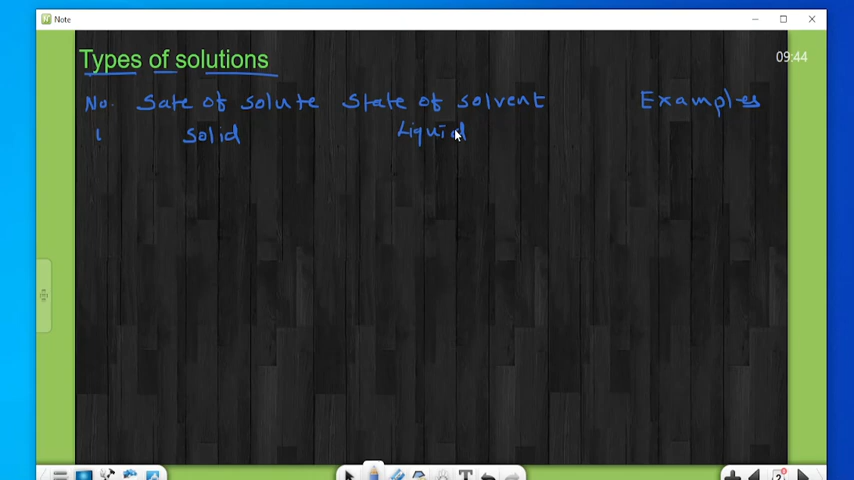 Note
Types of solutions
09:44
No. Sate of solute State of solvent Examples
1 Solid Liquid